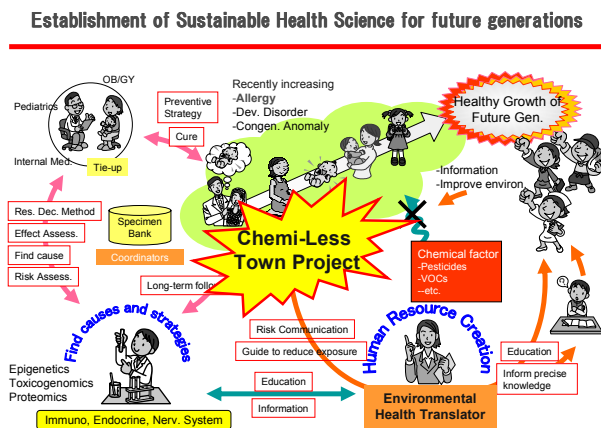 Establishment of Sustainable Health Science for future generations
OB/GY
Pediatrics
Internal Med.
Tie-up
Preventive
Strategy
Cure
Recently increasing
-Allergy
-Dev. Disorder
-Congen. Anomaly
Healthy Growth of
Future Gen.
-Information
-Improve environ.
Res. Dec. Method
Effect Assess.
Find cause
Risk Assess.
Specimen
Bank
Coordinators
Chemi-Less
Town Project
Chemical factor
-Pesticides
-VOCs
--etc.
Long-term follo
Find causes and strategies
Risk Communication
Guide to reduce exposure
Human Resource Creation
Epigenetics
Toxicogenomics
Proteomics
Immuno, Endocrine, Nerv. System
Education
Information
Environmental
Health Translator
Education
Inform precise
knowledge